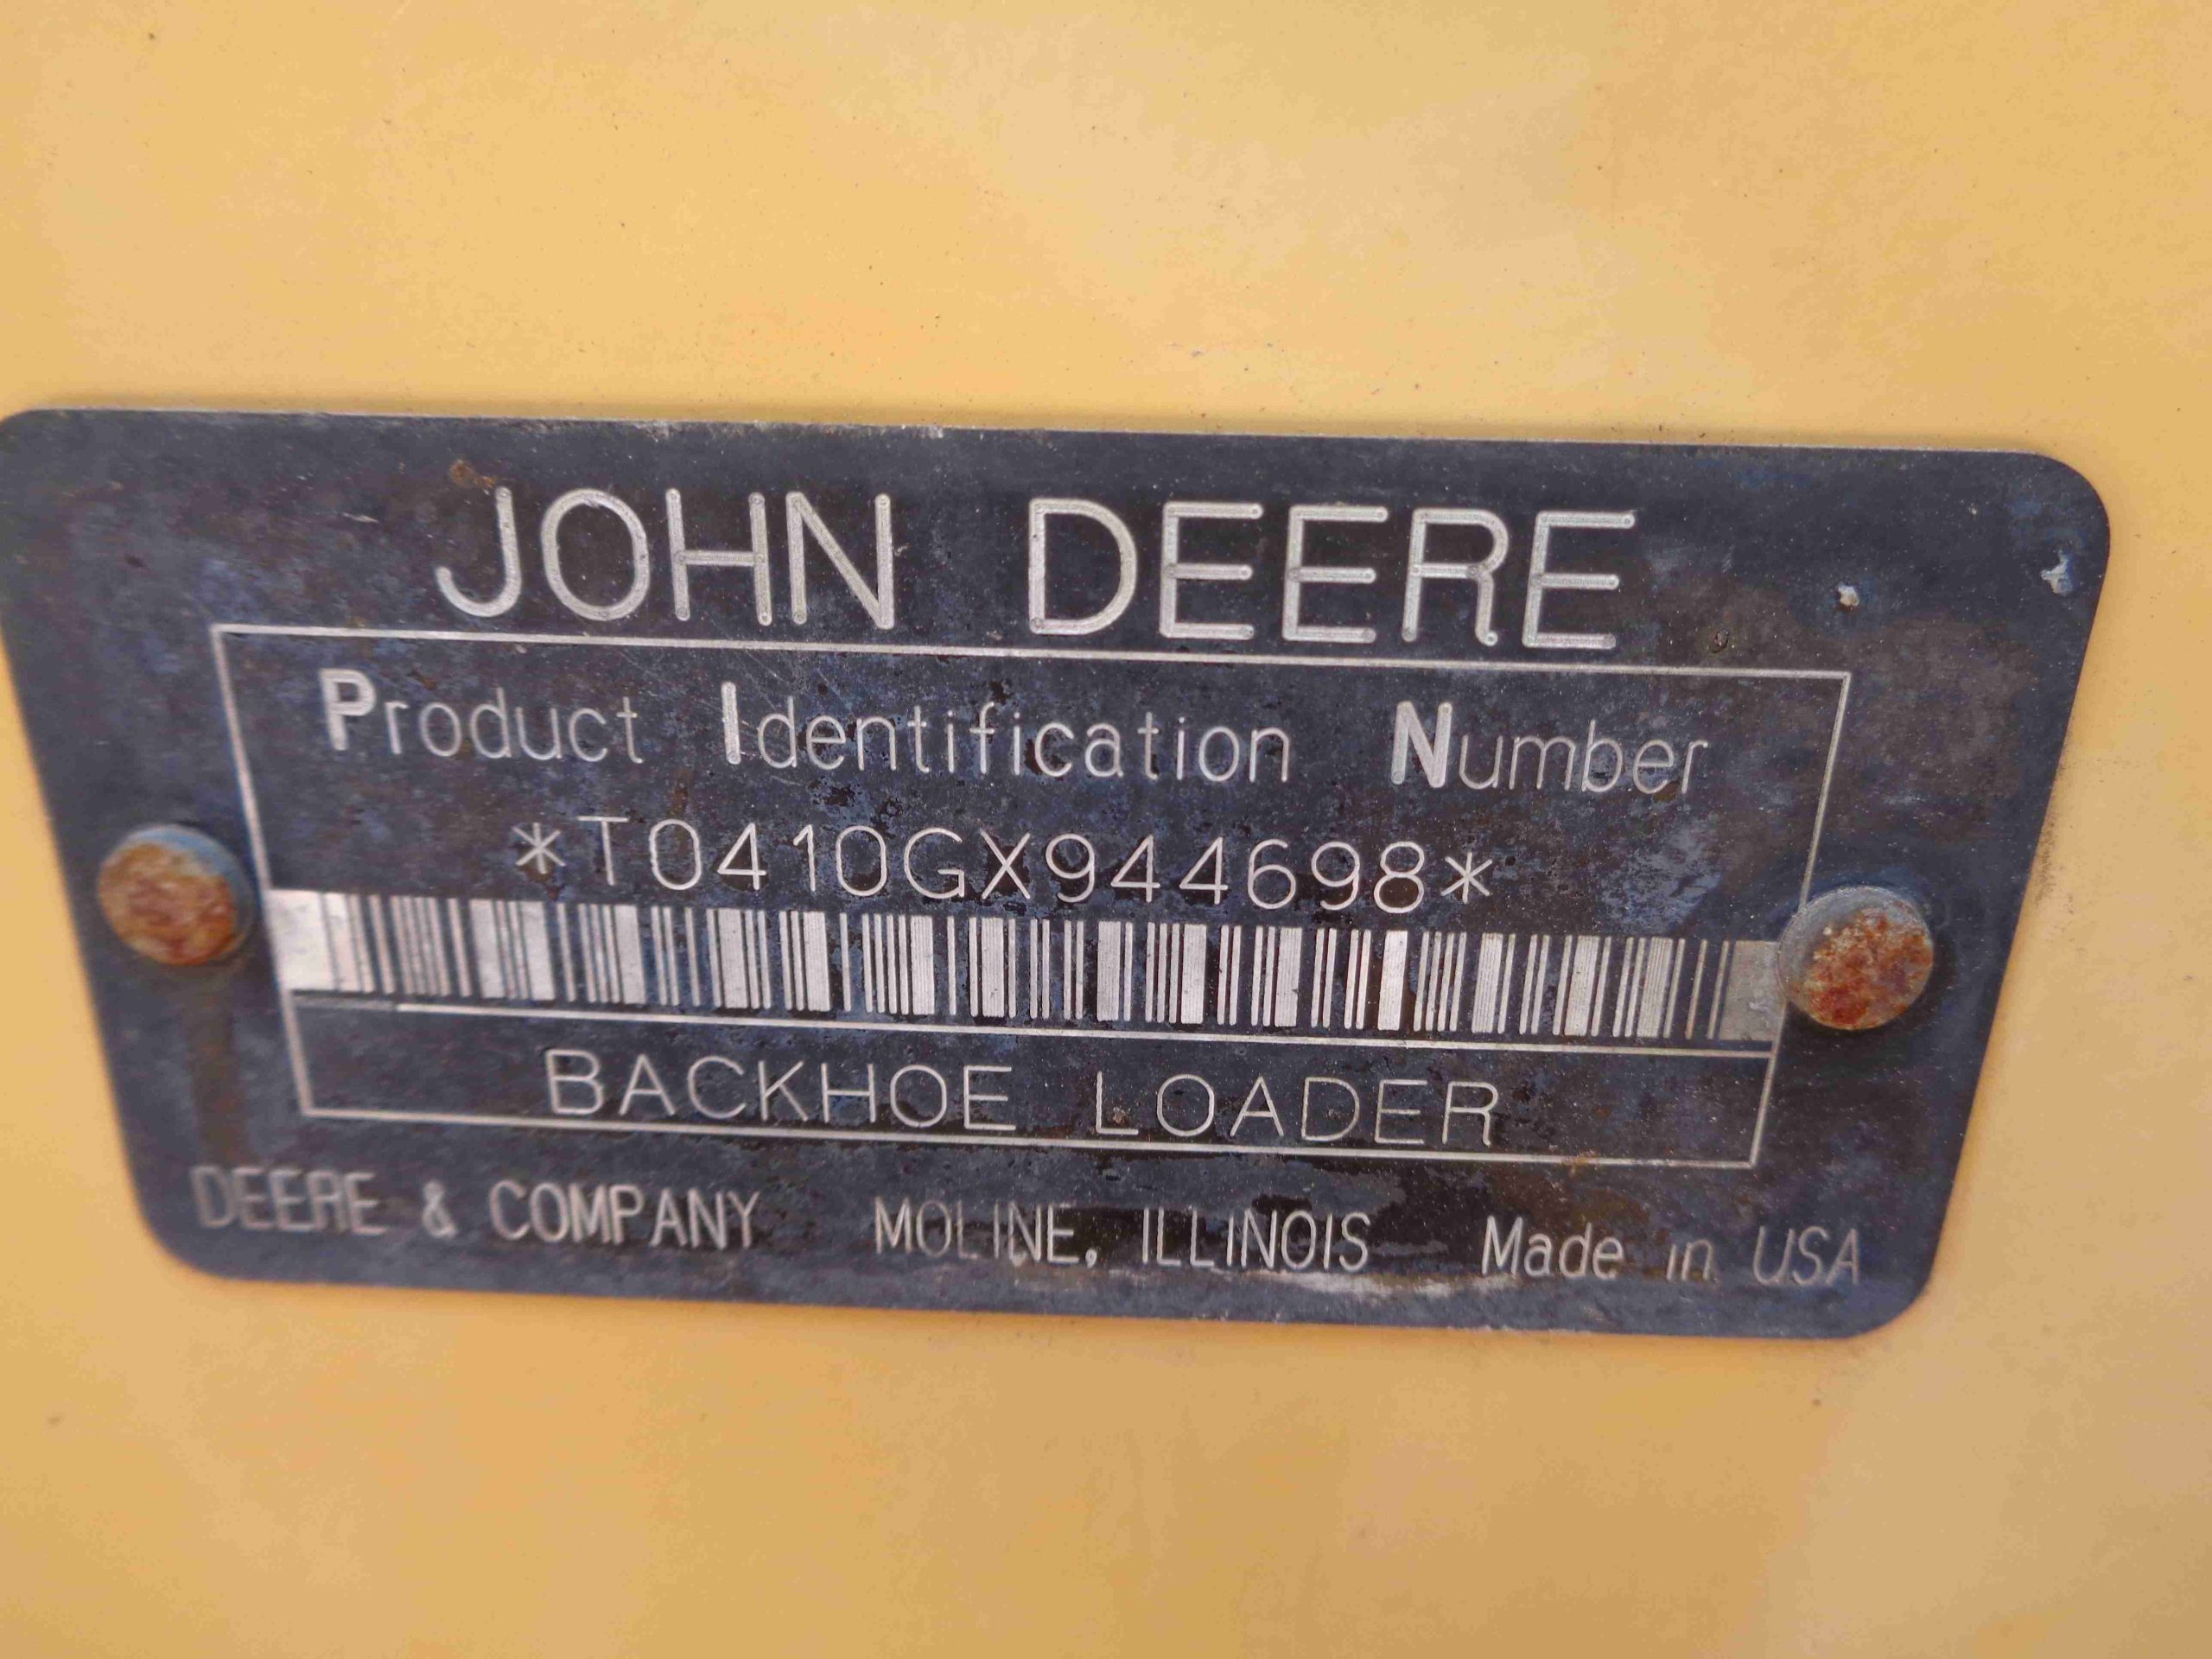 JOHN DEERE
Product Identification Number
*T0410GX944698*
BACKHOE LOADER
DEERE & COMPANY MOLINE, ILLINOIS Made in USA